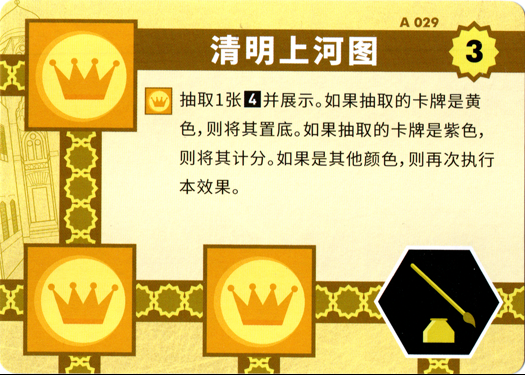 A 029
清明上河图
3
抽取1张4并展示。如果抽取的卡牌是黄
色，则将其置底。如果抽取的卡牌是紫色，
则将其计分。如果是其他颜色，则再次执行
本效果。